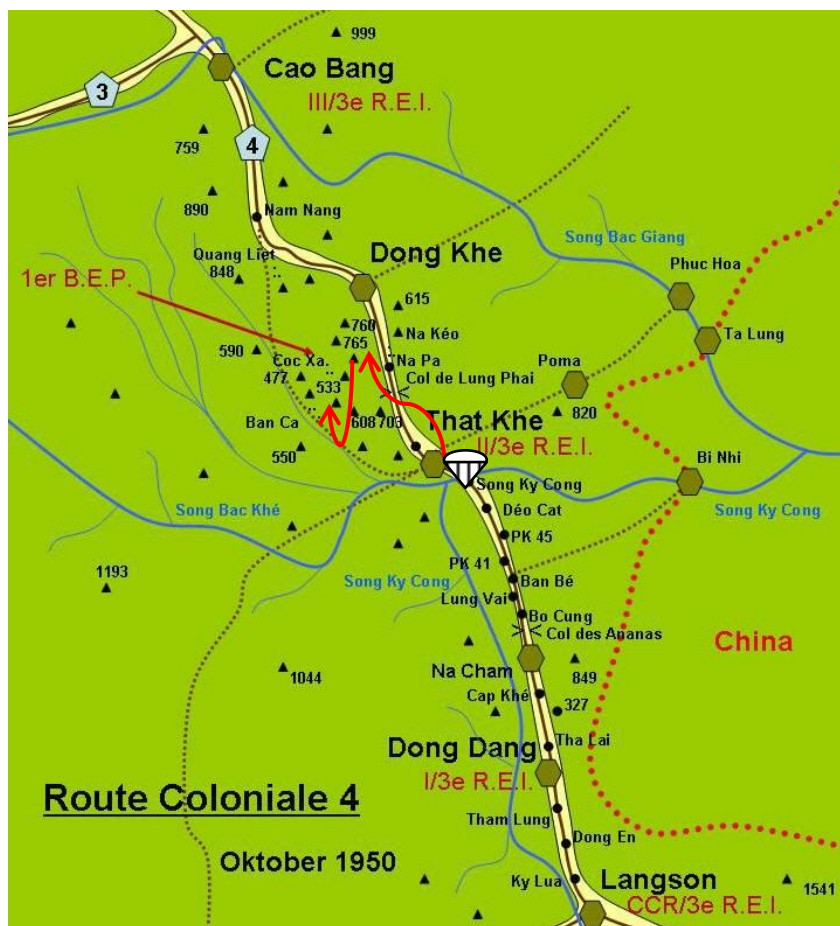 999
Cao Bang
III/3e R.E.I.
3
4
759
890
Nam Nang
Song Bac Giang
Quang Liet
848
Dong Khe
Phuc Hoa
1er B.E.P.
615
760
Na Kéo
765
Ta Lung
590
Coc Xa.
Na Pa
Poma
477
533
Col de Lung Phai
Ban Ca
608
703
That Khe
820
II/3e R.E.I.
550
Bi Nhi
Song Ky Cong
Song Bac Khé
Déo Cat
Song Ky Cong
PK 45
PK 41
1193
Song Ky Cong
Ban Bé
Lung Vai
Bo Cung
Col des Ananas
China
Na Cham
849
1044
Cap Khé
327
Dong Dang
Tha Lai
I/3e R.E.I.
Route Coloniale 4
Tham Lung
Dong En
Oktober 1950
Ky Lua
Langson
1541
CCR/3e R.E.I.